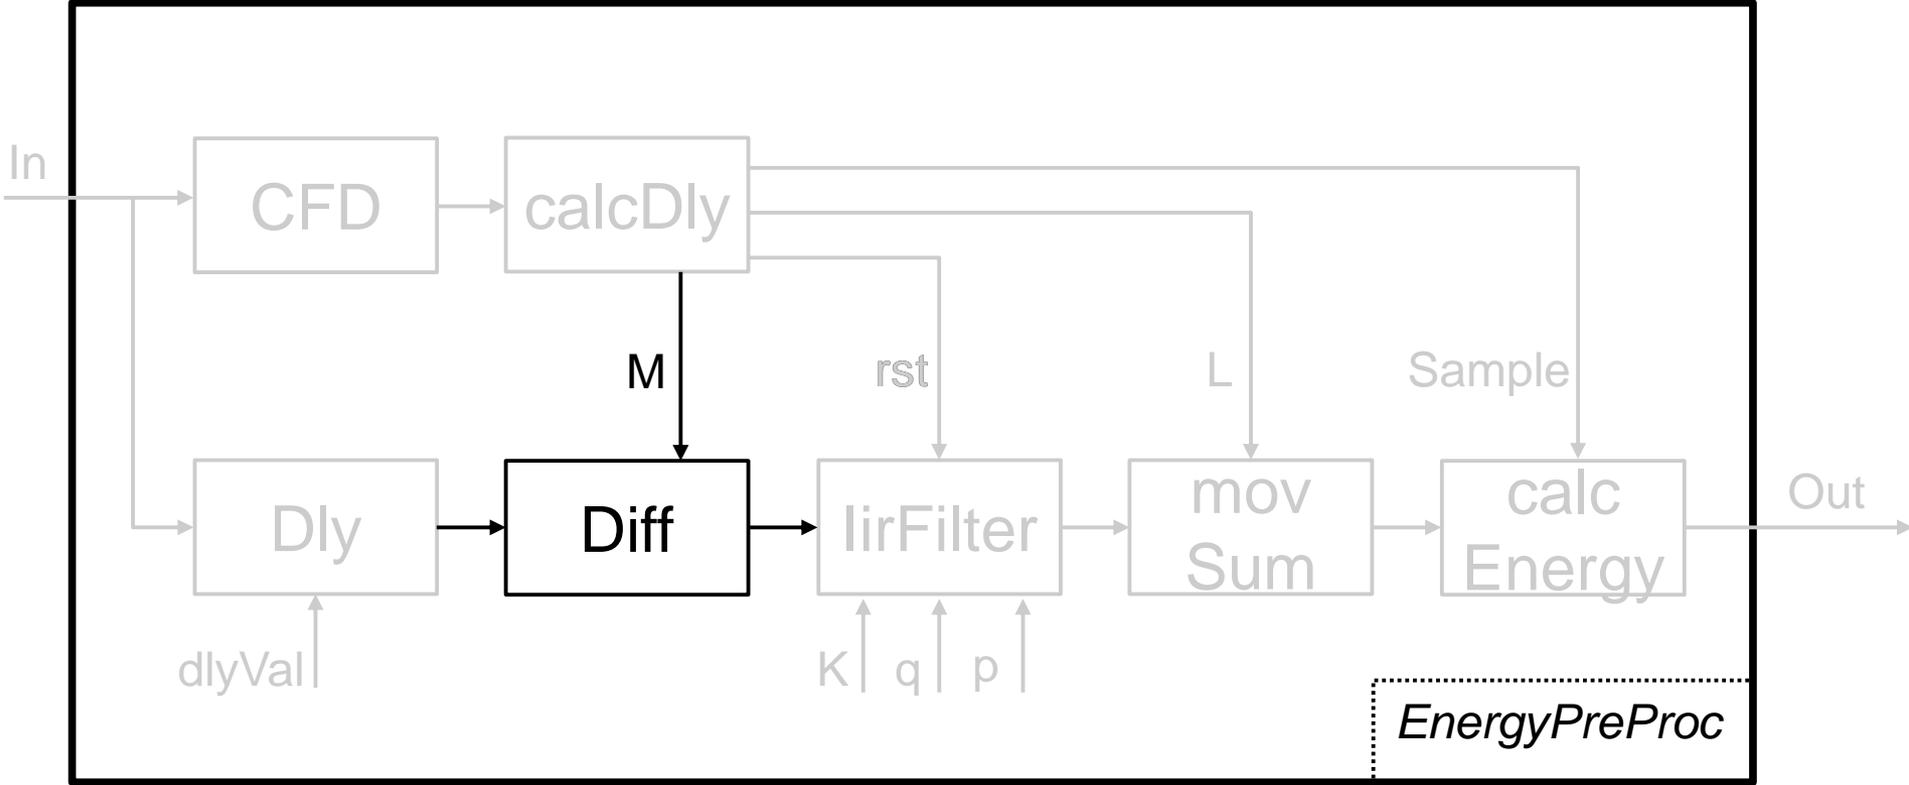 In
CFD
calcDly
M
rst
L
Sample
Dly
Diff
IirFilter
mov
Sum
calc
Energy
Out
dlyVal
K
q
p
EnergyPreProc